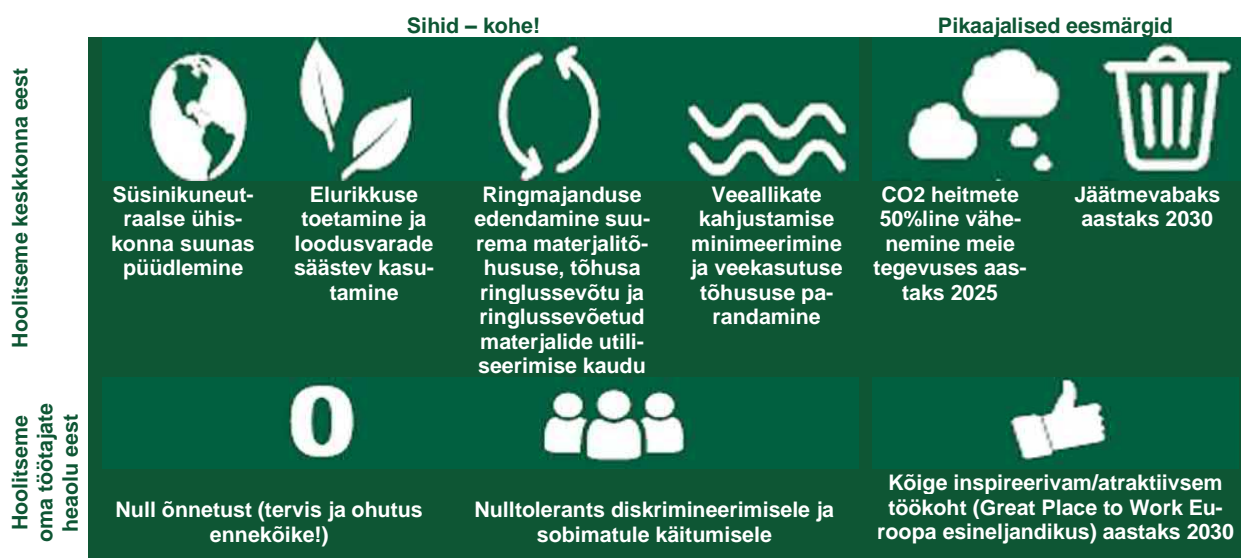 Sihid – kohe!
Pikaajalised eesmärgid
Hoolitseme keskkonna eest
Süsinikuneut-
raalse ühis-
konna suunas
püüdlemine
Elurikkuse
toetamine ja
loodusvarade
säästev kasu-
tamine
Ringmajanduse
edendamine suu-
rema materjalitõ-
hususe, tõhusa
ringlussevõtu ja
ringlussevõetud
materjalide utili-
seerimise kaudu
Veeallikate
kahjustamise
minimeerimine
ja veekasutuse
tõhususe pa-
randamine
CO2 heitmete
50%line vähe-
nemine meie
tegevuses aas-
taks 2025
Jäätmevabaks
aastaks 2030
Hoolitseme
oma töötajate
heaolu eest
0
Null õnnetust (tervis ja ohutus
ennekõike!)
Nulltolerants diskrimineerimisele ja
sobimatule käitumisele
Kõige inspireerivam/atraktiivsem
töökoht (Great Place to Work Eu-
roopa esineljandikus) aastaks 2030